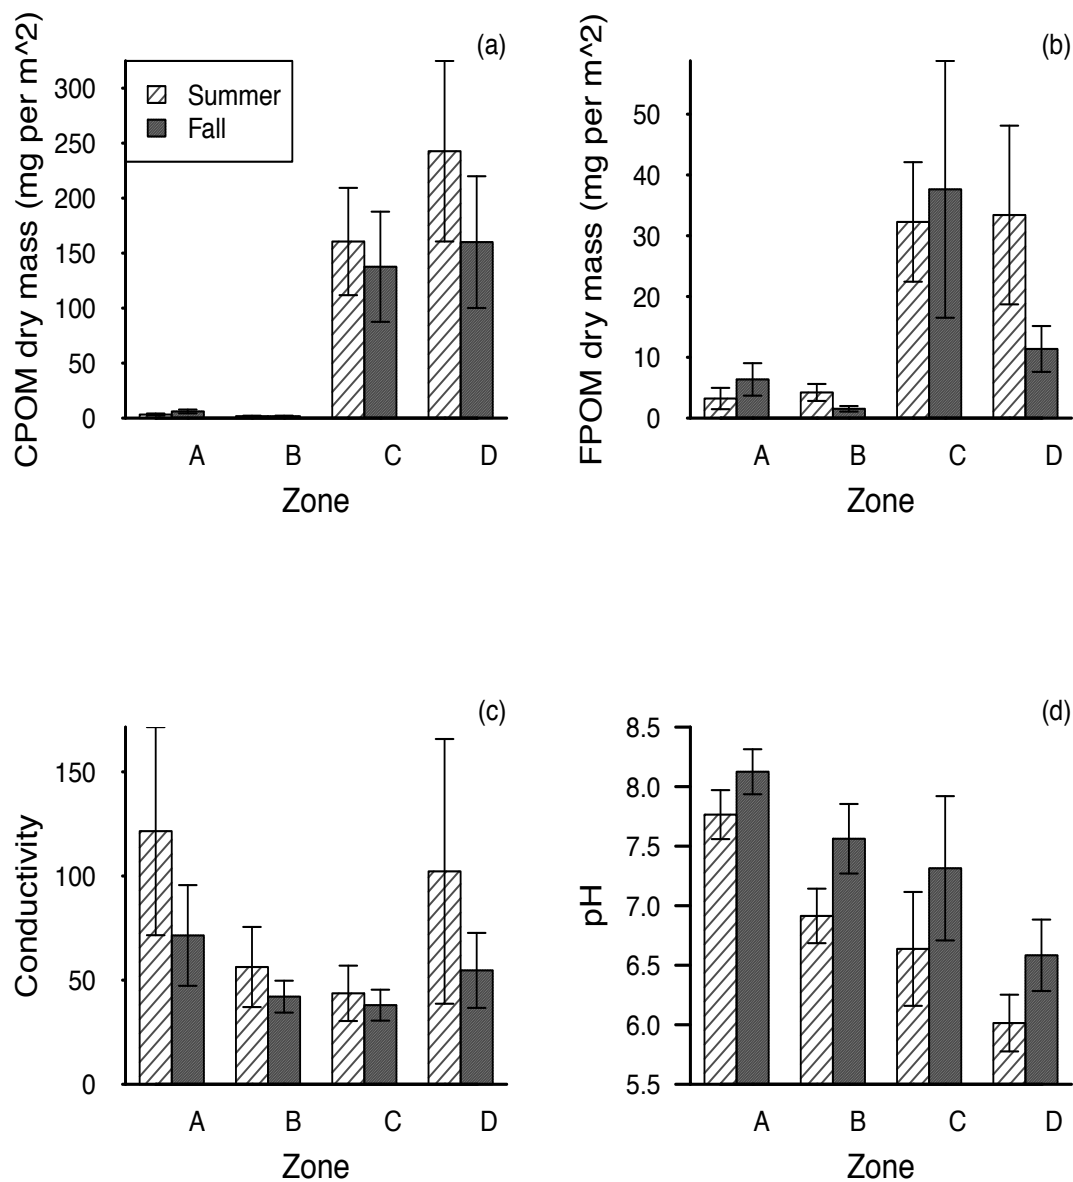 (a)
CPOM dry mass (mg per m^2)
300
250
200
150
100
50
0
Summer
Fall
A B C D
Zone
(b)
FPOM dry mass (mg per m^2)
50
40
30
20
10
0
A B C D
Zone
(c)
Conductivity
150
100
50
0
A B C D
Zone
(d)
pH
8.5
8.0
7.5
7.0
6.5
6.0
5.5
A B C D
Zone